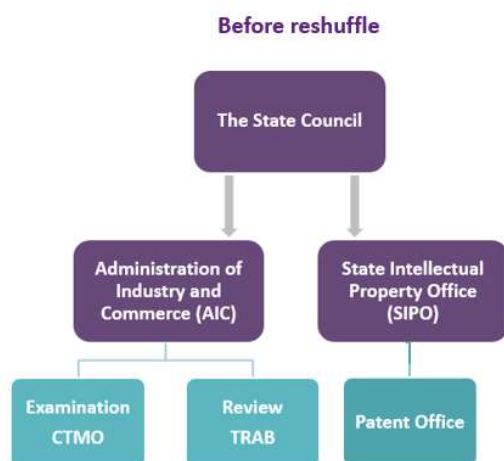 Before reshuffle
The State Council
Administration of
Industry and
Commerce (AIC)
State Intellectual
Property Office
(SIPO)
Examination
CTMO
Review
TRAB
Patent Office